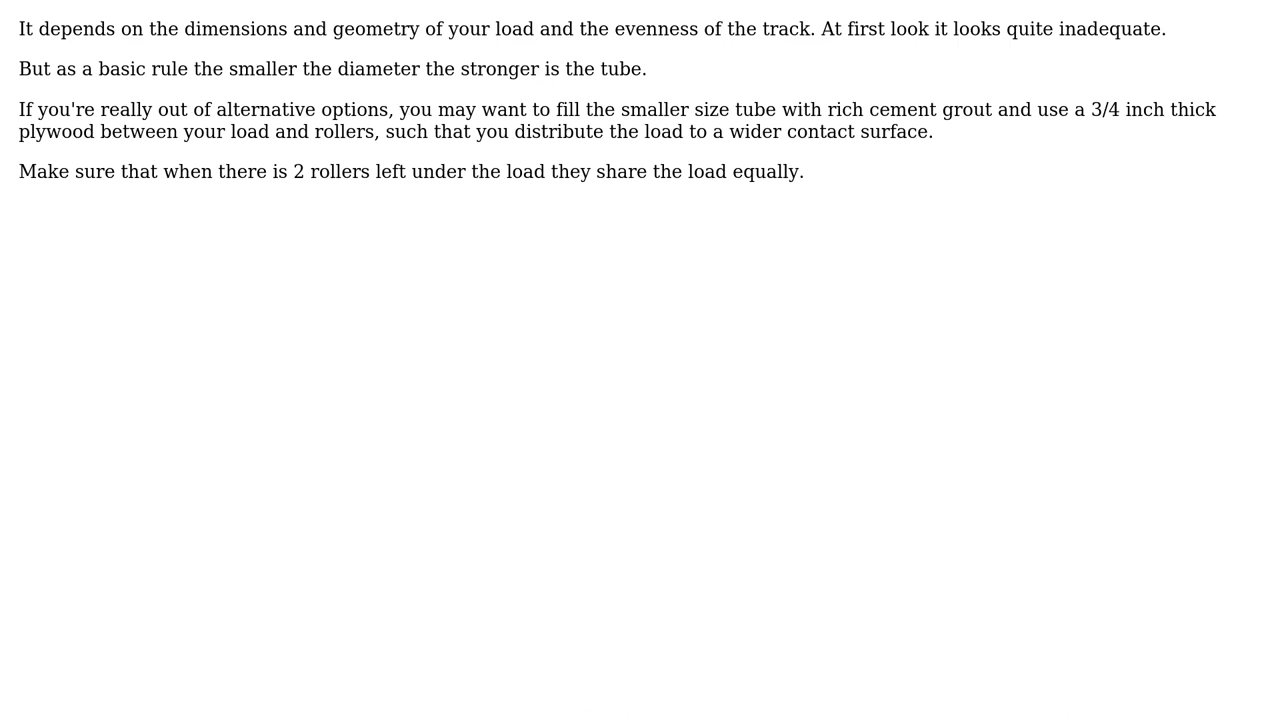 It depends on the dimensions and geometry of your load and the evenness of the track. At first look it looks quite inadequate.
But as a basic rule the smaller the diameter the stronger is the tube.
If you're really out of alternative options, you may want to fill the smaller size tube with rich cement grout and use a 3/4 inch thick
plywood between your load and rollers, such that you distribute the load to a wider contact surface.
Make sure that when there is 2 rollers left under the load they share the load equally.